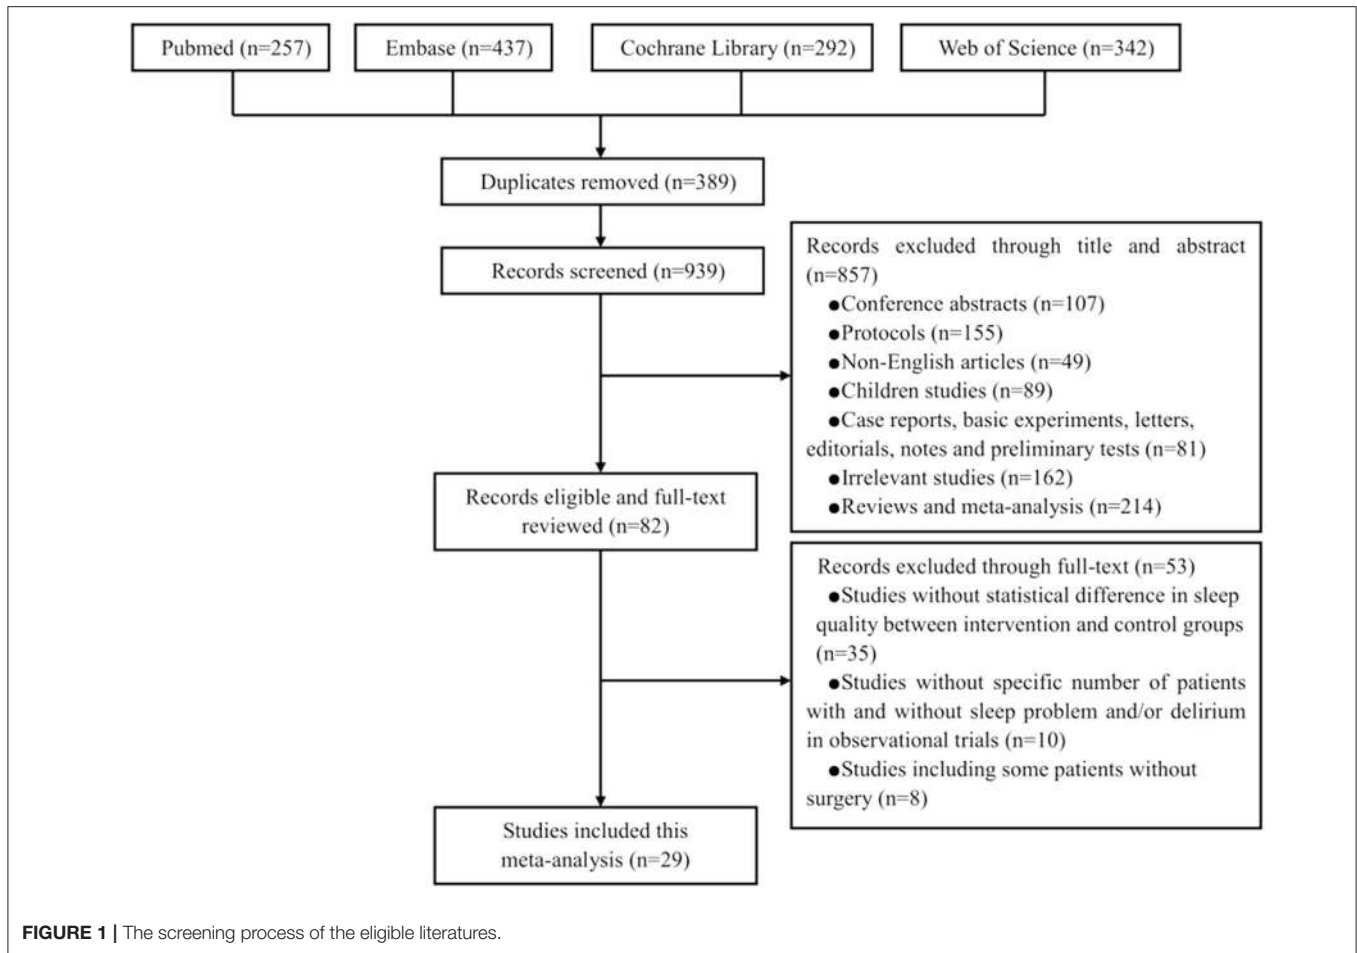 Pubmed (n=257)
Embase (n=437)
Cochrane Library (n=292)
Web of Science (n=342)
Duplicates removed (n=389)
Records screened (n=939)
Records excluded through title and abstract
(n=857)
●Conference abstracts (n=107)
●Protocols (n=155)
●Non-English articles (n=49)
●Children studies (n=89)
●Case reports, basic experiments, letters,
editorials, notes and preliminary tests (n=81)
●Irrelevant studies (n=162)
●Reviews and meta-analysis (n=214)
Records eligible and full-text
reviewed (n=82)
Records excluded through full-text (n=53)
●Studies without statistical difference in sleep
quality between intervention and control groups
(n=35)
●Studies without specific number of patients
with and without sleep problem and/or delirium
in observational trials (n=10)
●Studies including some patients without
surgery (n=8)
Studies included this
meta-analysis (n=29)
FIGURE 1 | The screening process of the eligible literatures.